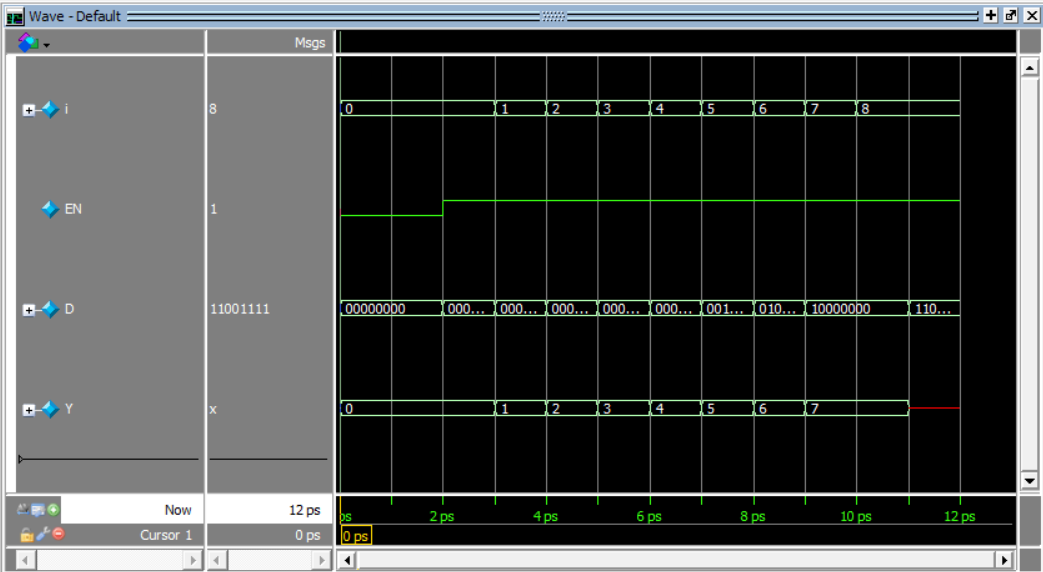 Wave - Default
Msgs
i 8 0 1 2 3 4 5 6 7 8
EN 1
D 11001111 00000000 000... 000... 000... 000... 000... 001... 010... 10000000 110...
Y x 0 1 2 3 4 5 6 7
Now 12 ps ps 2 ps 4 ps 6 ps 8 ps 10 ps 12 ps
Cursor 1 0 ps 0 ps